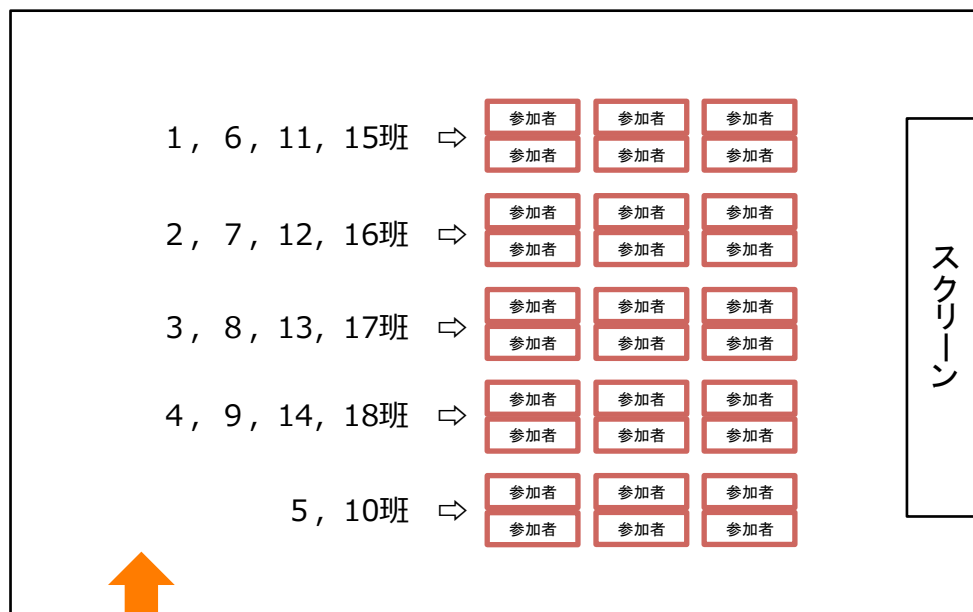 1, 6, 11, 15班 ⇨
参加者 参加者 参加者
参加者 参加者 参加者
2, 7, 12, 16班 ⇨
参加者 参加者 参加者
参加者 参加者 参加者
3, 8, 13, 17班 ⇨
参加者 参加者 参加者
参加者 参加者 参加者
4, 9, 14, 18班 ⇨
参加者 参加者 参加者
参加者 参加者 参加者
5, 10班 ⇨
参加者 参加者 参加者
参加者 参加者 参加者
スクリーン